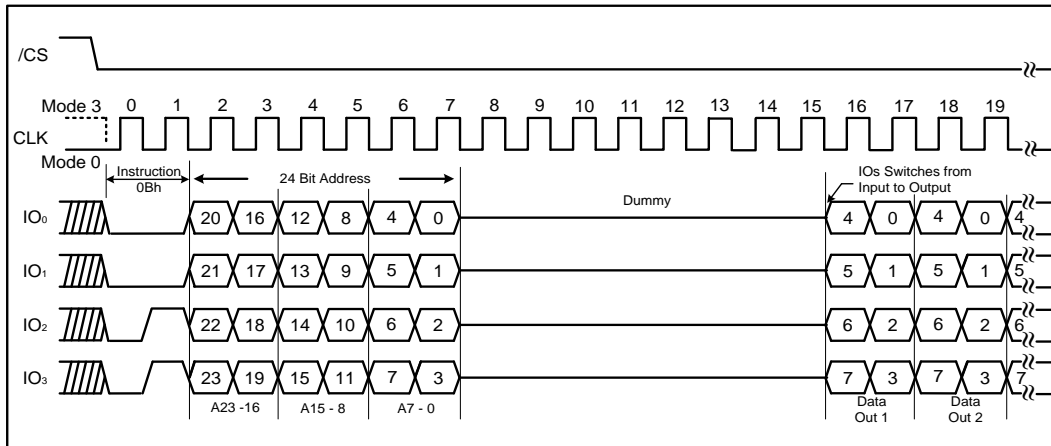 /CS
Mode 3 0 1 2 3 4 5 6 7 8 9 10 11 12 13 14 15 16 17 18 19
CLK
Mode 0
Instruction
0Bh
24 Bit Address
IOs Switches from
Input to Output
Dummy
IO0 20 16 12 8 4 0 4 0 4 0 4
IO1 21 17 13 9 5 1 5 1 5 1 5
IO2 22 18 14 10 6 2 6 2 6 2 6
IO3 23 19 15 11 7 3 7 3 7 3 7
A23 -16 A15 - 8 A7 - 0
Data
Out 1
Data
Out 2